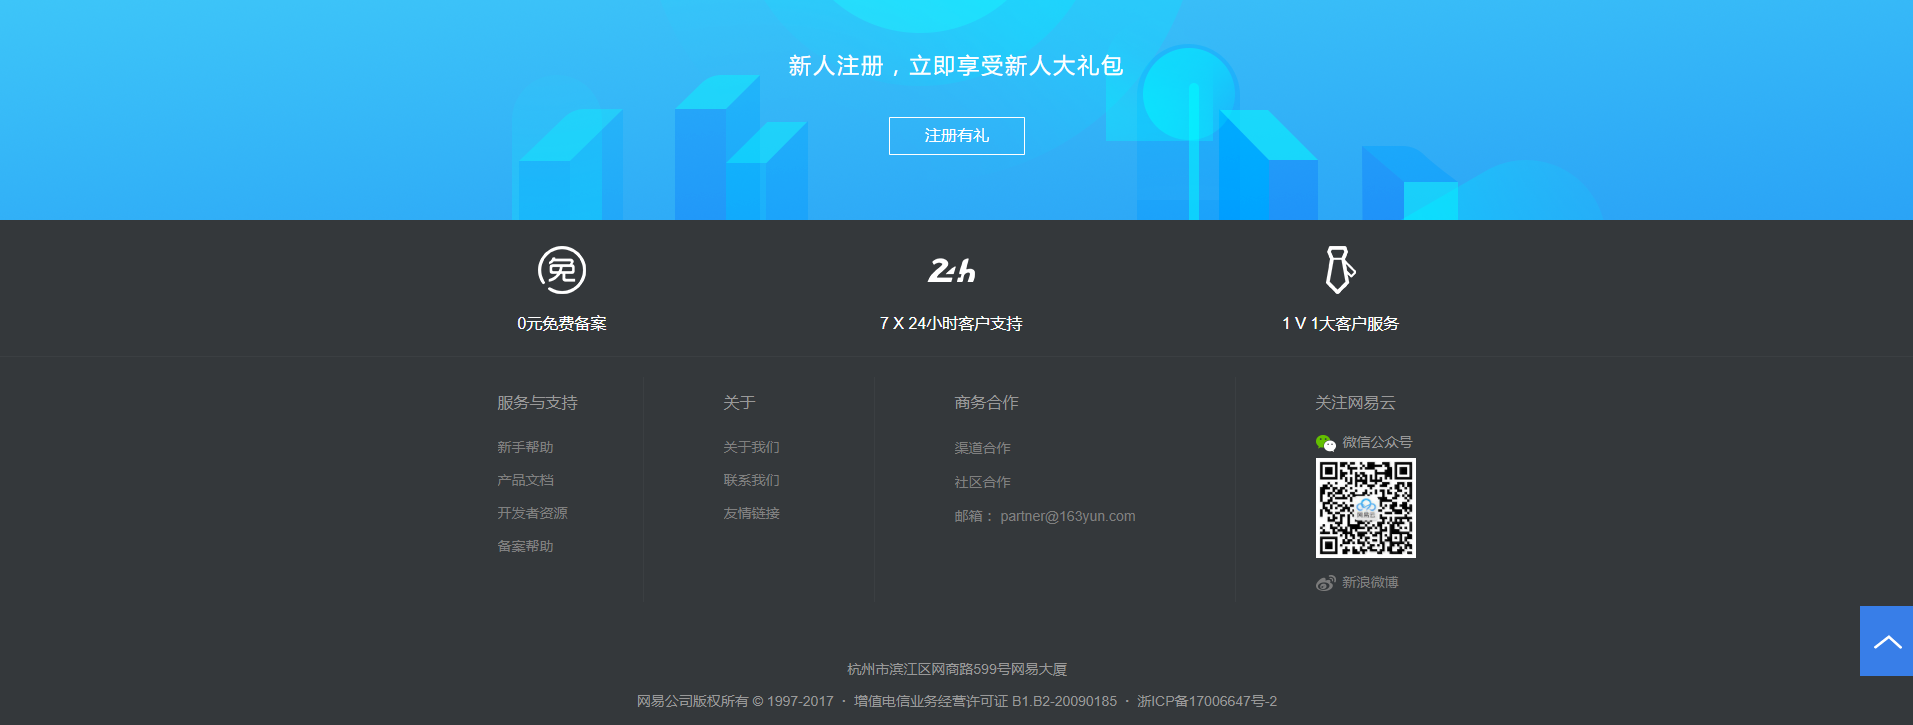 新人注册，立即享受新人大礼包
注册有礼
免
24h
0元免费备案
7 X 24小时客户支持
1 V 1大客户服务
服务与支持
新手帮助
产品文档
开发者资源
备案帮助
关于
关于我们
联系我们
友情链接
商务合作
渠道合作
社区合作
邮箱： partner@163yun.com
关注网易云
微信公众号
网易云
新浪微博
杭州市滨江区网商路599号网易大厦
网易公司版权所有 © 1997-2017 · 增值电信业务经营许可证 B1.B2-20090185 · 浙ICP备17006647号-2